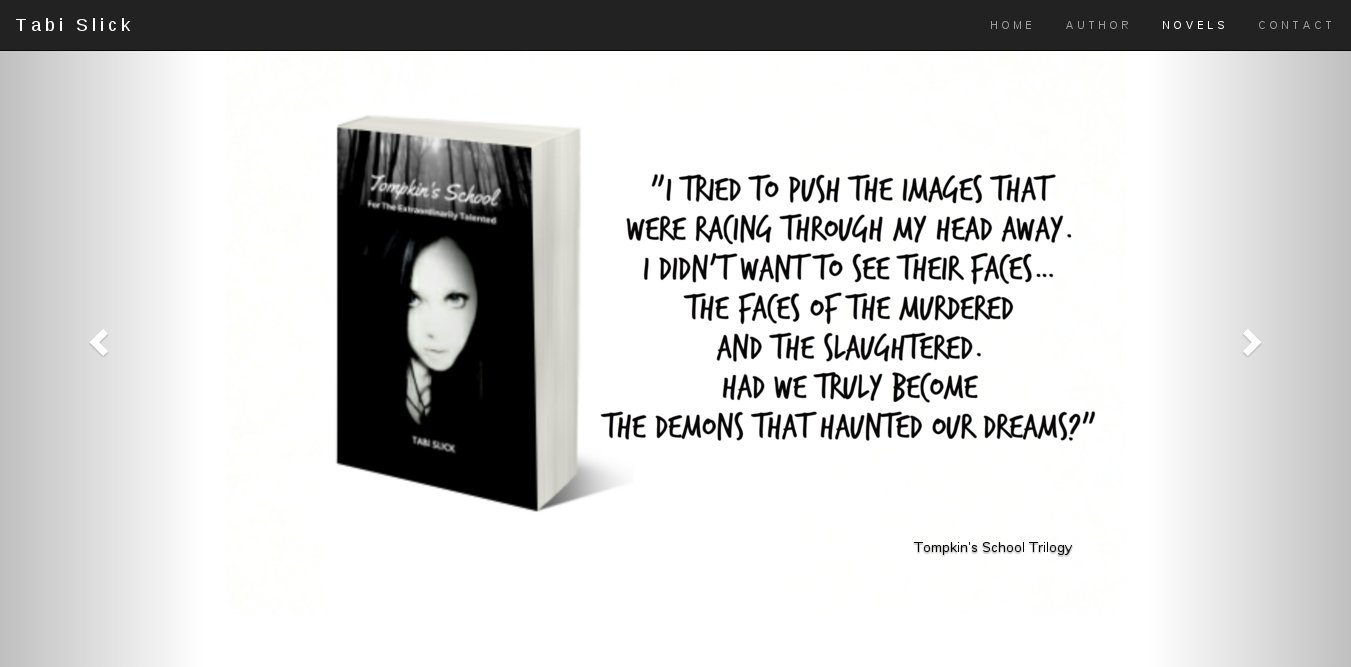 Tabi Slick
HOME AUTHOR NOVELS CONTACT
Tompkin's School
For The Extraordinarily Talented
TABI SLICK
"I TRIED TO PUSH THE IMAGES THAT
WERE RACING THROUGH MY HEAD AWAY.
I DIDN'T WANT TO SEE THEIR FACES...
THE FACES OF THE MURDERED
AND THE SLAUGHTERED.
HAD WE TRULY BECOME
THE DEMONS THAT HAUNTED OUR DREAMS?"
Tompkin's School Trilogy